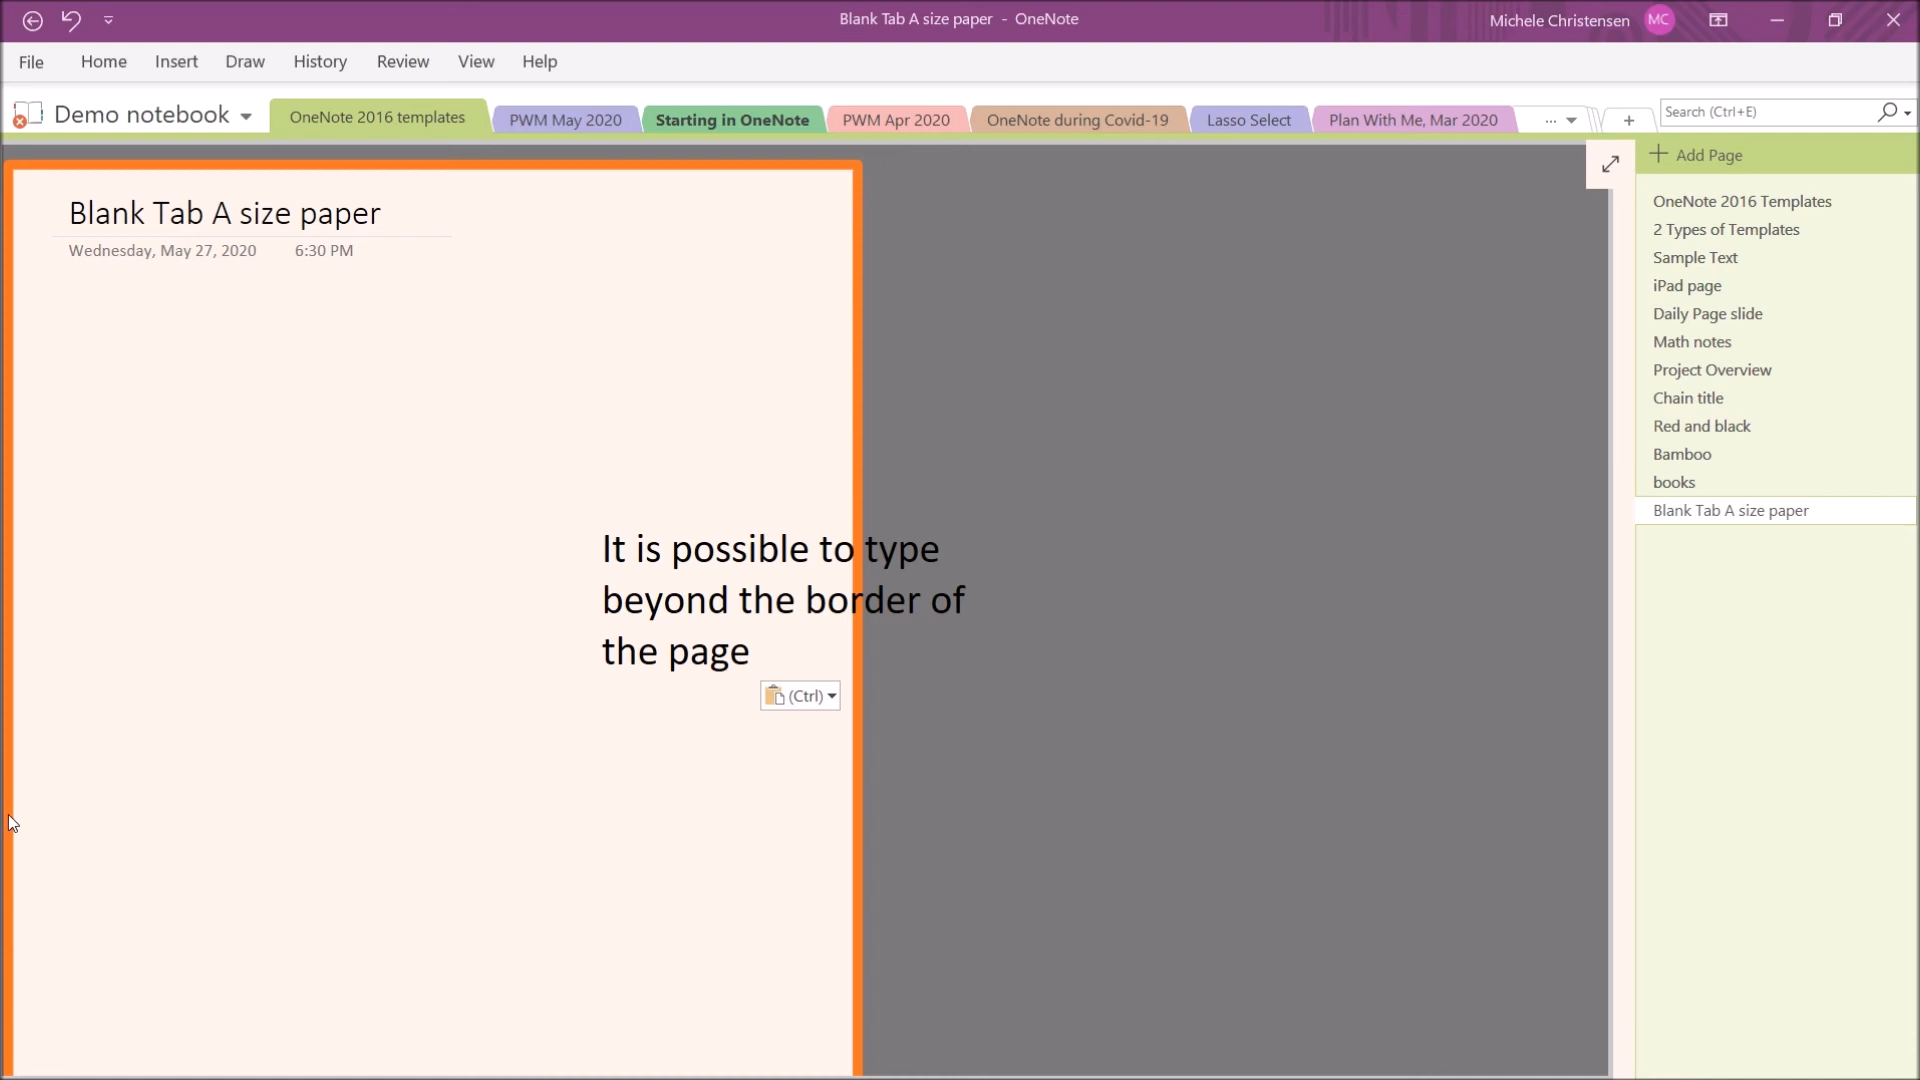 Blank Tab A size paper - OneNote
Michele Christensen MC
File Home Insert Draw History Review View Help
Demo notebook
OneNote 2016 templates
PWM May 2020
Starting in OneNote
PWM Apr 2020
OneNote during Covid-19
Lasso Select
Plan With Me, Mar 2020
...
Search (Ctrl+E)
Add Page
Blank Tab A size paper
Wednesday, May 27, 2020 6:30 PM
It is possible to type
beyond the border of
the page
(Ctrl)
OneNote 2016 Templates
2 Types of Templates
Sample Text
iPad page
Daily Page slide
Math notes
Project Overview
Chain title
Red and black
Bamboo
books
Blank Tab A size paper